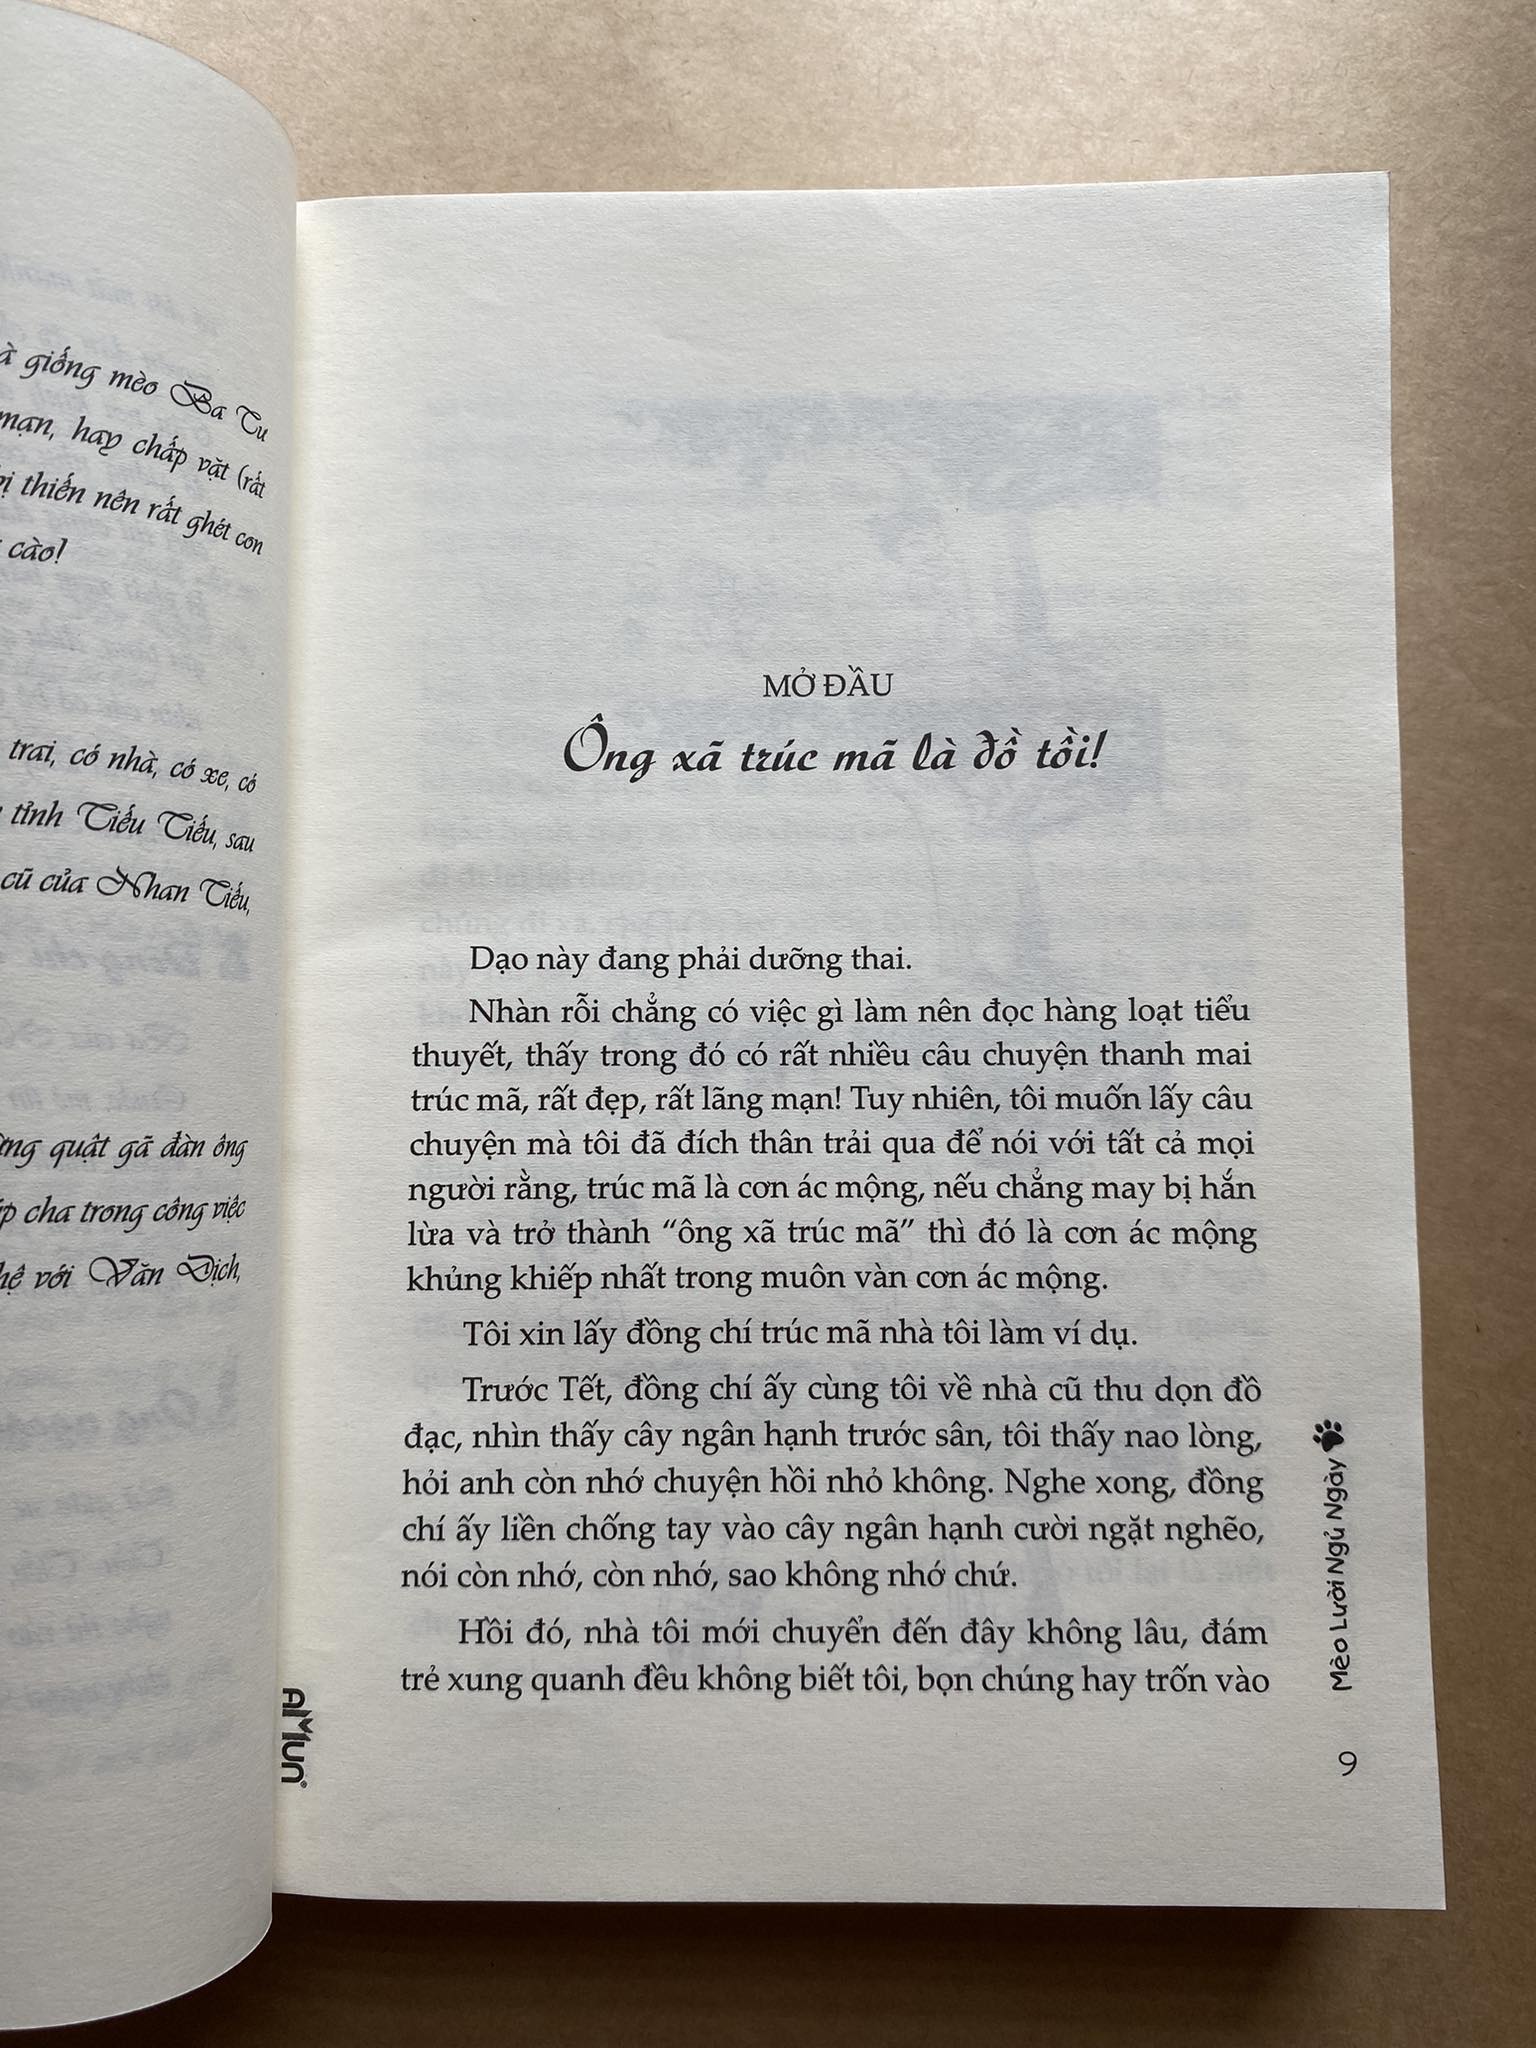 à giống mèo Ba Tư
mạn, hay chấp vặt (rất
bị thiến nên rất ghét con
cào!
trai, có nhà, có xe, có
tỉnh Tiếu Tiếu, sau
cũ của Nhan Tiếu,
quật gã đàn ông
cha trong công việc
với Văn Dịch,
MỞ ĐẦU
Ông xã trúc mã là đồ tồi!
Dạo này đang phải dưỡng thai.
Nhàn rỗi chẳng có việc gì làm nên đọc hàng loạt tiểu
thuyết, thấy trong đó có rất nhiều câu chuyện thanh mai
trúc mã, rất đẹp, rất lãng mạn! Tuy nhiên, tôi muốn lấy câu
chuyện mà tôi đã đích thân trải qua để nói với tất cả mọi
người rằng, trúc mã là cơn ác mộng, nếu chẳng may bị hắn
lừa và trở thành “ông xã trúc mã” thì đó là cơn ác mộng
khủng khiếp nhất trong muôn vàn cơn ác mộng.
Tôi xin lấy đồng chí trúc mã nhà tôi làm ví dụ.
Trước Tết, đồng chí ấy cùng tôi về nhà cũ thu dọn đồ
đạc, nhìn thấy cây ngân hạnh trước sân, tôi thấy nao lòng,
hỏi anh còn nhớ chuyện hồi nhỏ không. Nghe xong, đồng
chí ấy liền chống tay vào cây ngân hạnh cười ngặt nghẽo,
nói còn nhớ, còn nhớ, sao không nhớ chứ.
Hồi đó, nhà tôi mới chuyển đến đây không lâu, đám
trẻ xung quanh đều không biết tôi, bọn chúng hay trốn vào
Mèo Lười Ngủ Ngày
9
AMUN